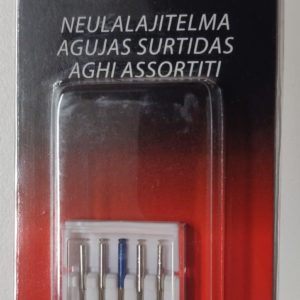 NEULALAJITELMA
AGUJAS SURTIDAS
AGHI ASSORTITI